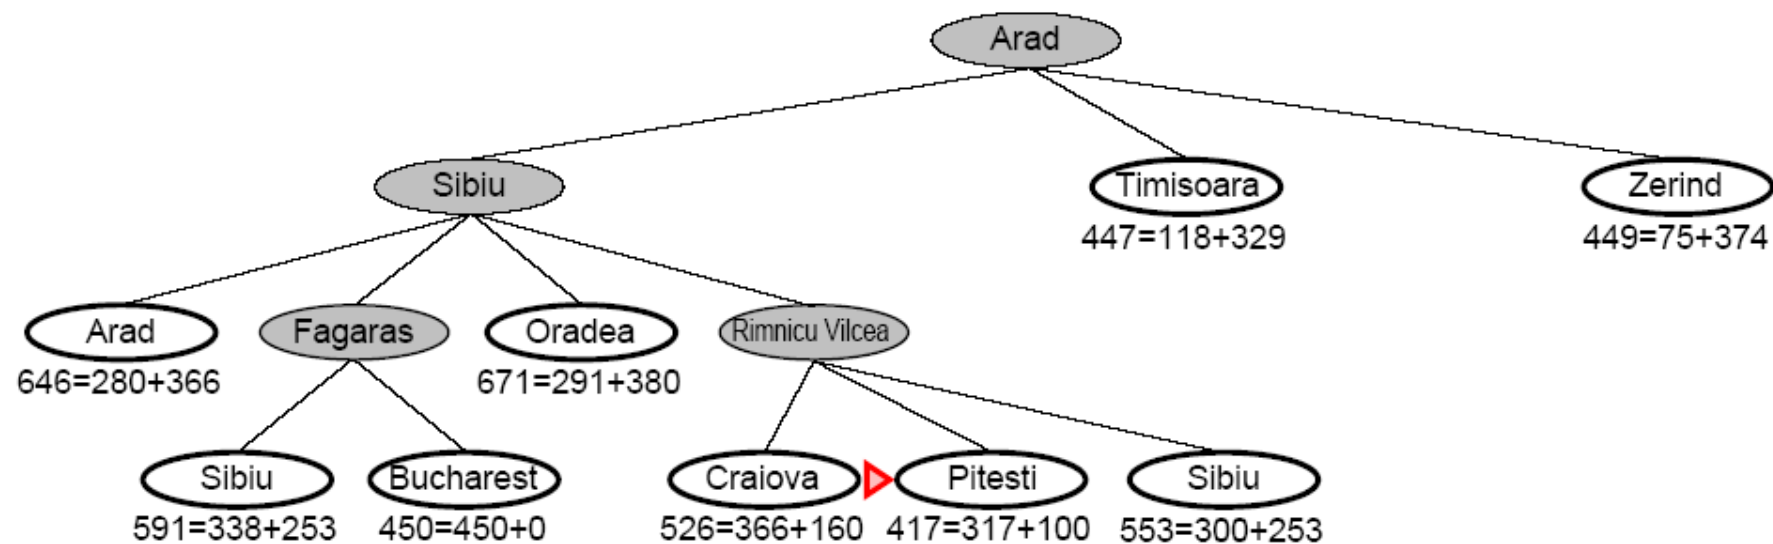 Arad
Sibiu
Timisoara
Zerind
447=118+329
449=75+374
Arad
Fagaras
Oradea
Rimnicu Vilcea
646=280+366
671=291+380
Sibiu
Bucharest
Craiova
Pitesti
Sibiu
591=338+253
450=450+0
526=366+160
417=317+100
553=300+253